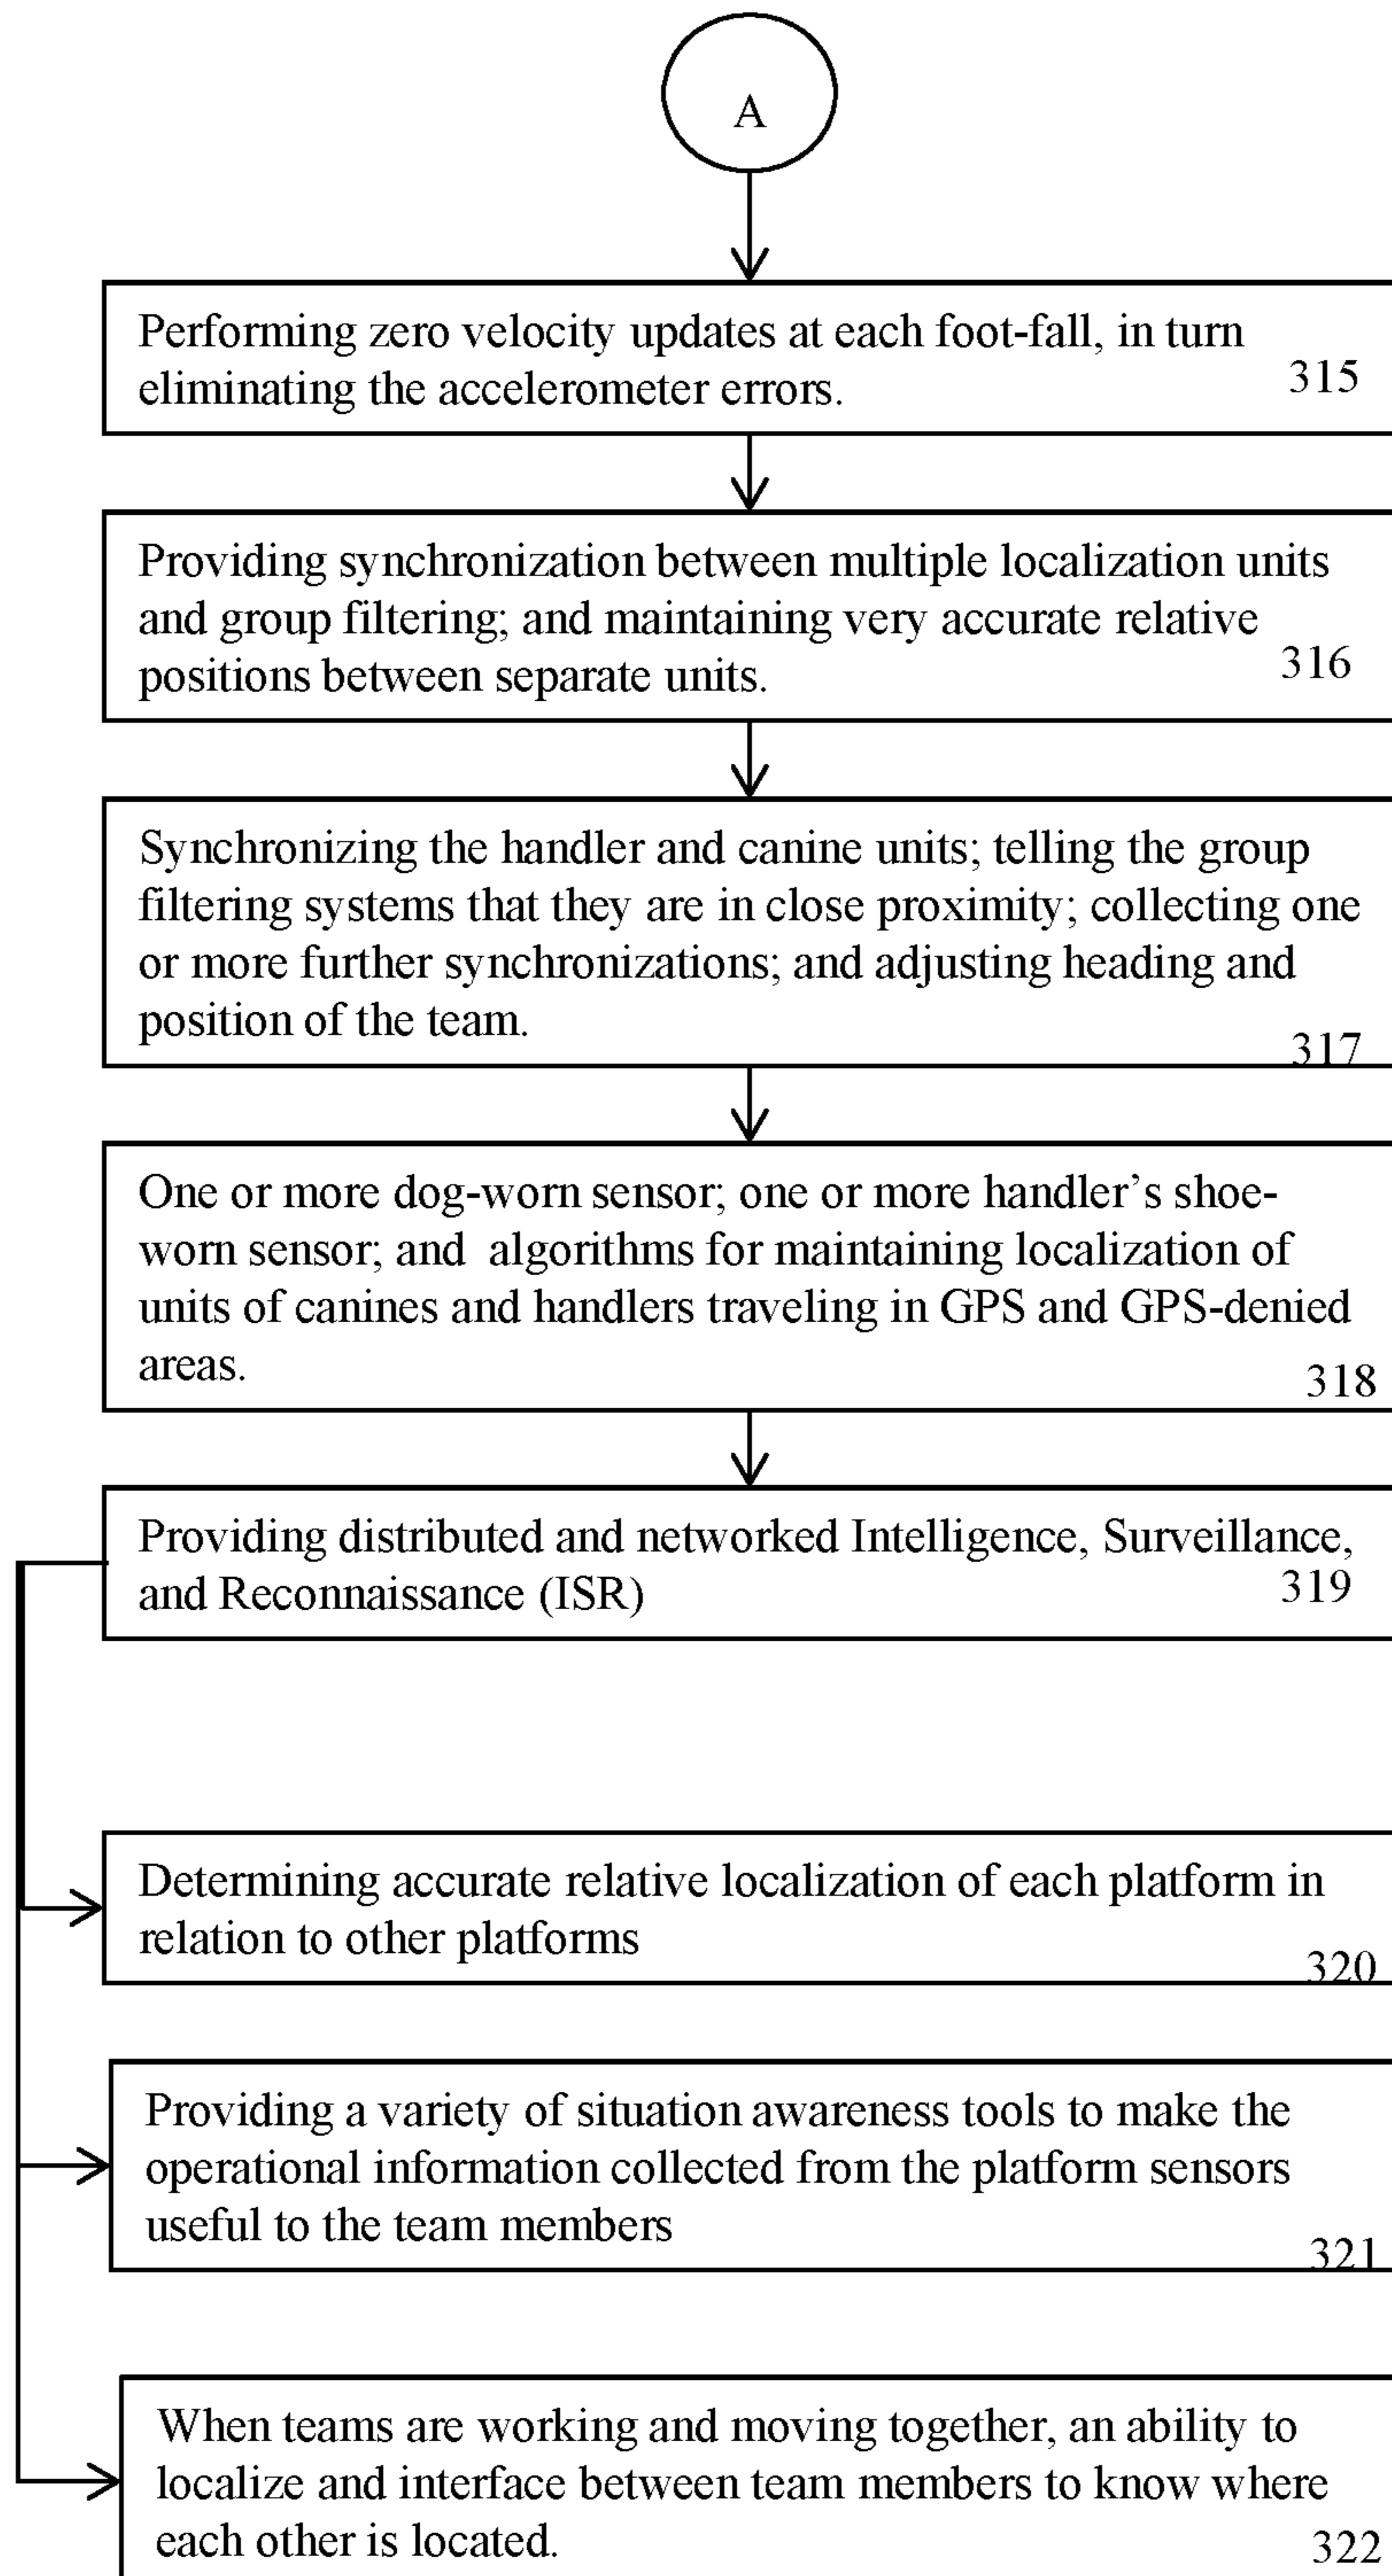 A
Performing zero velocity updates at each foot-fall, in turn
eliminating the accelerometer errors.
315
Providing synchronization between multiple localization units
and group filtering; and maintaining very accurate relative
positions between separate units.
316
Synchronizing the handler and canine units; telling the group
filtering systems that they are in close proximity; collecting one
or more further synchronizations; and adjusting heading and
position of the team.
317
One or more dog-worn sensor; one or more handler’s shoe-
worn sensor; and algorithms for maintaining localization of
units of canines and handlers traveling in GPS and GPS-denied
areas.
318
Providing distributed and networked Intelligence, Surveillance,
and Reconnaissance (ISR)
319
Determining accurate relative localization of each platform in
relation to other platforms
320
Providing a variety of situation awareness tools to make the
operational information collected from the platform sensors
useful to the team members
321
When teams are working and moving together, an ability to
localize and interface between team members to know where
each other is located.
322